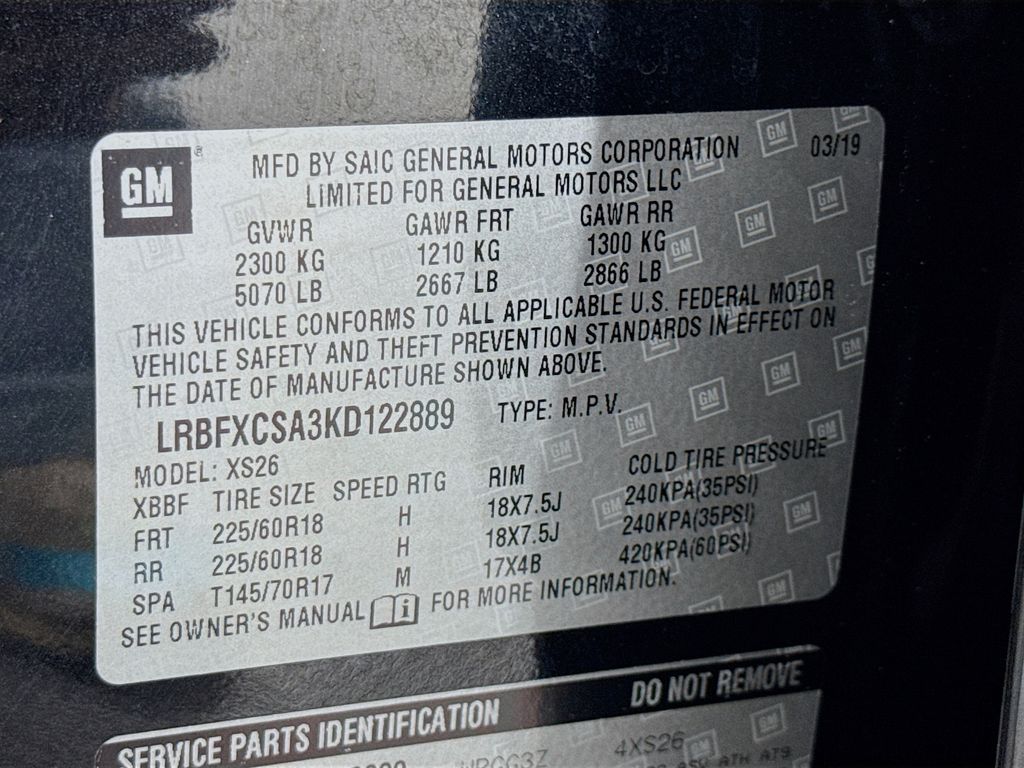 GM
MFD BY SAIC GENERAL MOTORS CORPORATION 03/19
LIMITED FOR GENERAL MOTORS LLC
GVWR GAWR FRT GAWR RR
2300 KG 1210 KG 1300 KG
5070 LB 2667 LB 2866 LB
THIS VEHICLE CONFORMS TO ALL APPLICABLE U.S. FEDERAL MOTOR
VEHICLE SAFETY AND THEFT PREVENTION STANDARDS IN EFFECT ON
THE DATE OF MANUFACTURE SHOWN ABOVE.
LRBFXCSA3KD122889 TYPE: M.P.V.
MODEL: XS26
XBBF TIRE SIZE SPEED RTG RIM COLD TIRE PRESSURE
FRT 225/60R18 H 18X7.5J 240KPA(35PSI)
RR 225/60R18 H 18X7.5J 240KPA(35PSI)
SPA T145/70R17 M 17X4B 420KPA(60PSI)
SEE OWNER'S MANUAL FOR MORE INFORMATION.
SERVICE PARTS IDENTIFICATION DO NOT REMOVE
4XS26